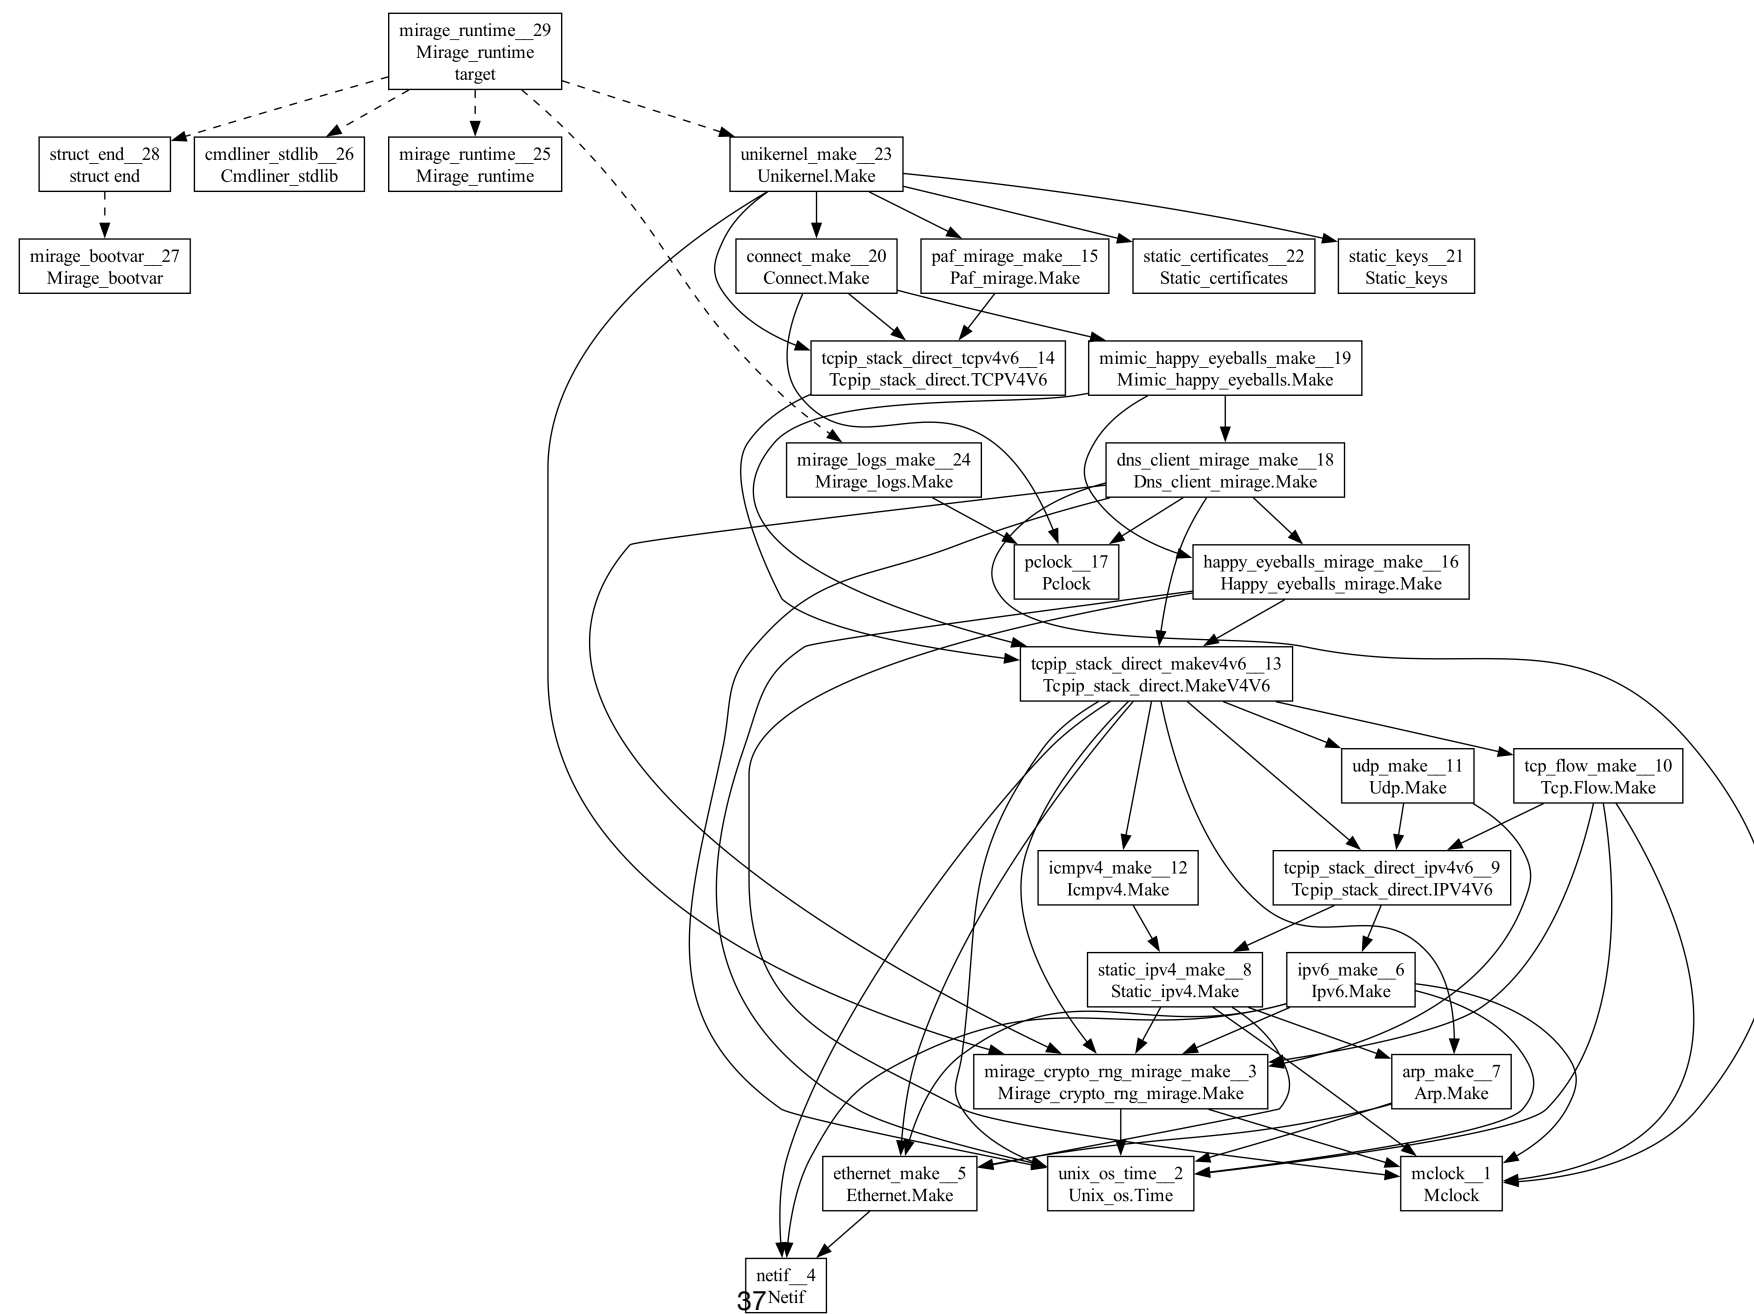 mirage_runtime__29
Mirage_runtime
target
struct_end__28
struct end
cmdliner_stdlib__26
Cmdliner_stdlib
mirage_runtime__25
Mirage_runtime
unikernel_make__23
Unikernel.Make
mirage_bootvar__27
Mirage_bootvar
connect_make__20
Connect.Make
paf_mirage_make__15
Paf_mirage.Make
static_certificates__22
Static_certificates
static_keys__21
Static_keys
tcpip_stack_direct_tcpv4v6__14
Tcpip_stack_direct.TCPV4V6
mimic_happy_eyeballs_make__19
Mimic_happy_eyeballs.Make
mirage_logs_make__24
Mirage_logs.Make
dns_client_mirage_make__18
Dns_client_mirage.Make
pclock__17
Pclock
happy_eyeballs_mirage_make__16
Happy_eyeballs_mirage.Make
tcpip_stack_direct_makev4v6__13
Tcpip_stack_direct.MakeV4V6
udp_make__11
Udp.Make
tcp_flow_make__10
Tcp.Flow.Make
icmpv4_make__12
Icmpv4.Make
tcpip_stack_direct_ipv4v6__9
Tcpip_stack_direct.IPV4V6
static_ipv4_make__8
Static_ipv4.Make
ipv6_make__6
Ipv6.Make
mirage_crypto_rng_mirage_make__3
Mirage_crypto_rng_mirage.Make
arp_make__7
Arp.Make
ethernet_make__5
Ethernet.Make
unix_os_time__2
Unix_os.Time
mclock__1
Mclock
netif__4
Netif
37